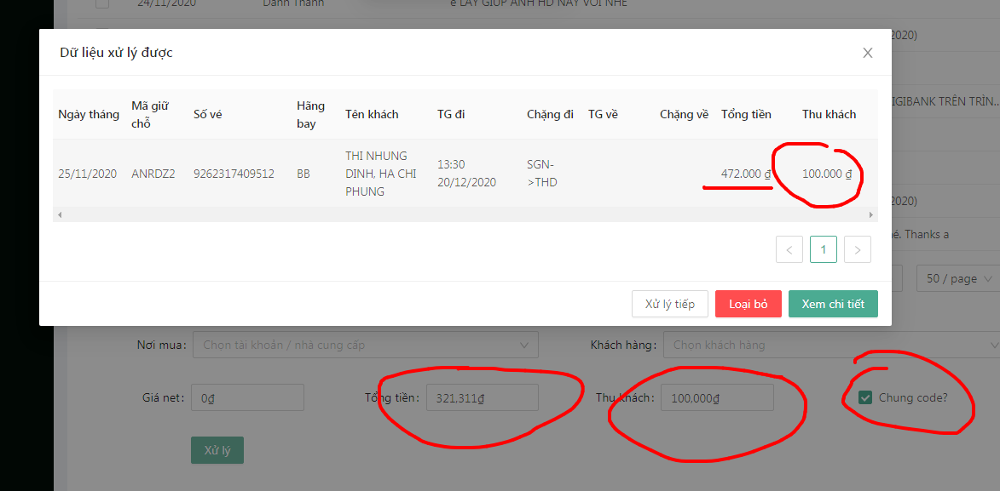 24/11/2020 Danh Thanh e LAY GIUP ANH HD NAY VOI NHE
Dữ liệu xử lý được
2020)
Ngày tháng Mã giữ chỗ Số vé Hãng bay Tên khách TG đi Chặng đi TG về Chặng về Tổng tiền Thu khách
IGIBANK TRÊN TRÌN...
25/11/2020 ANRDZ2 9262317409512 BB THI NHUNG DINH, HA CHI PHUNG 13:30 20/12/2020 SGN->THD 472.000 ₫ 100.000 ₫
2020)
né. Thanks a
1
50 / page
Xử lý tiếp Loại bỏ Xem chi tiết
Nơi mua: Chọn tài khoản / nhà cung cấp Khách hàng: Chọn khách hàng
Giá net: 0₫ Tổng tiền: 321,311₫ Thu khách: 100,000₫ Chung code?
Xử lý